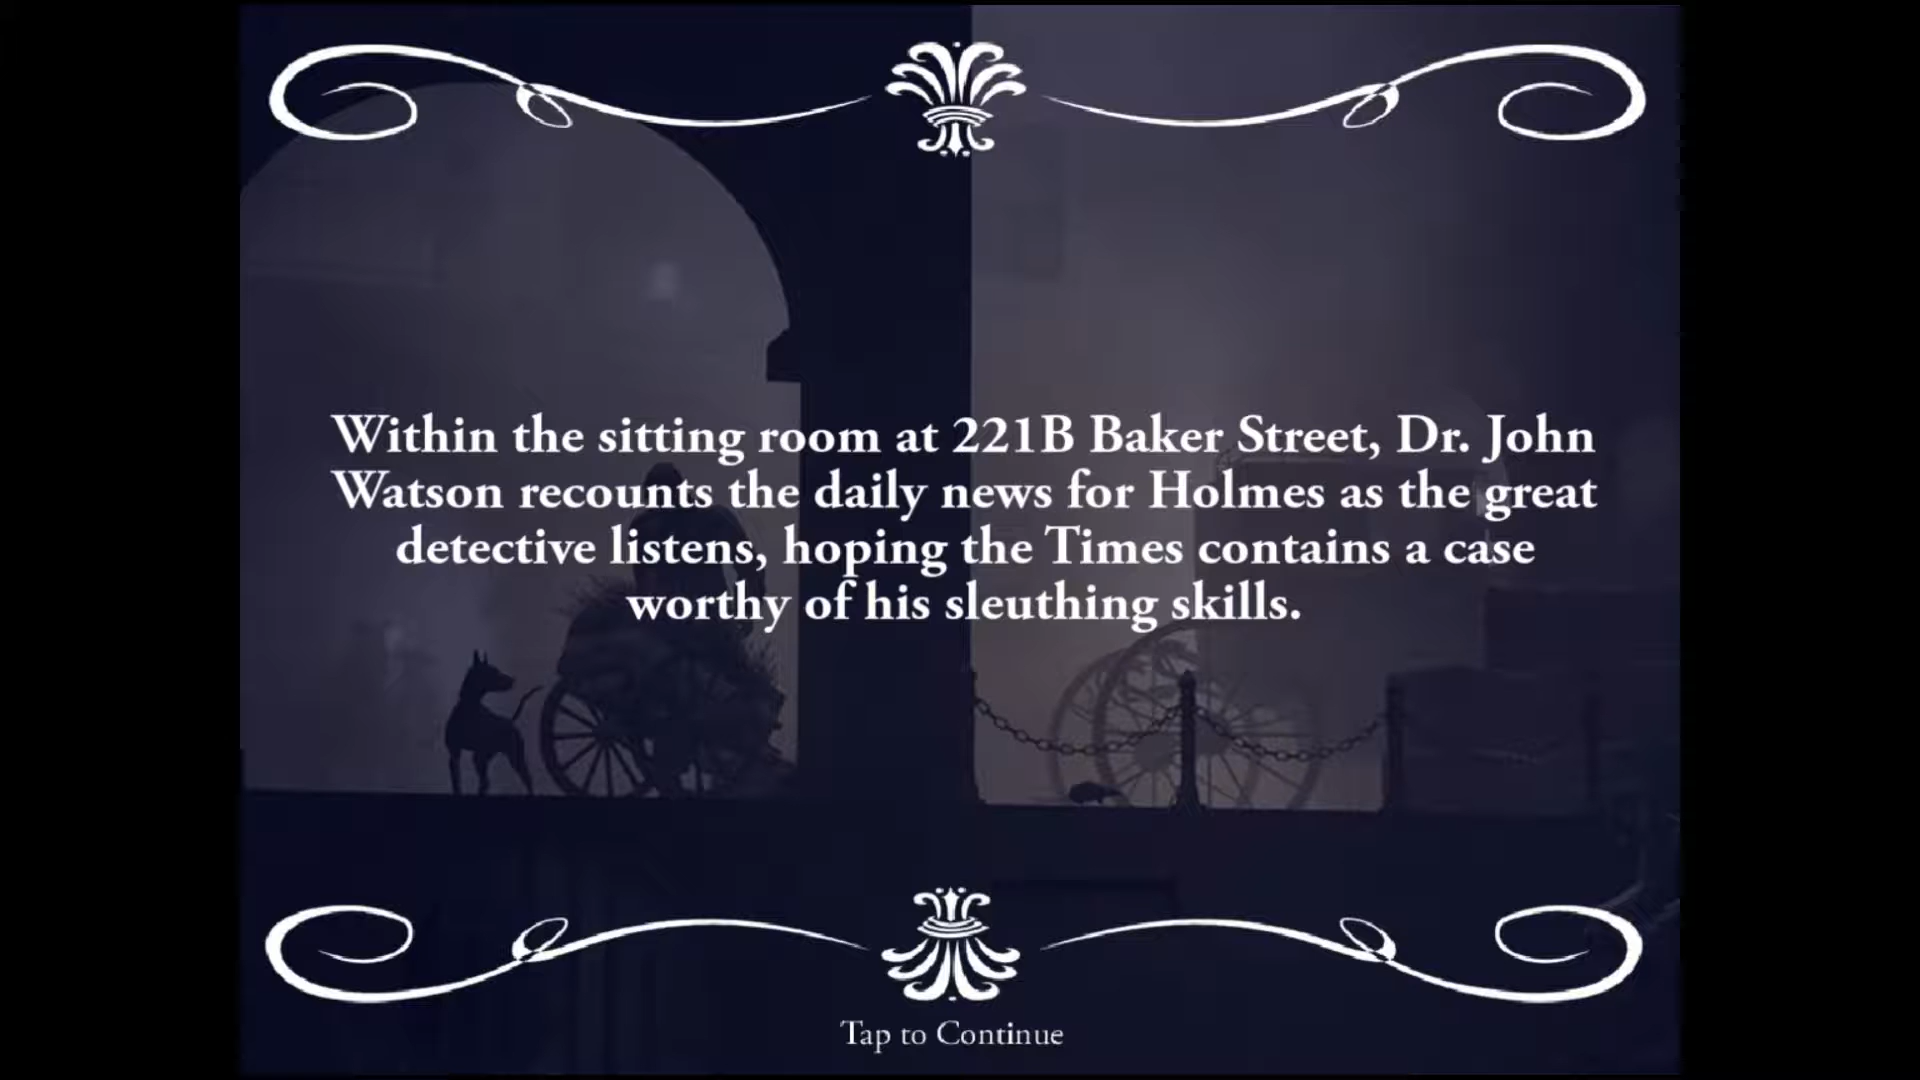 Within the sitting room at 221B Baker Street, Dr. John
Watson recounts the daily news for Holmes as the great
detective listens, hoping the Times contains a case
worthy of his sleuthing skills.
Tap to Continue